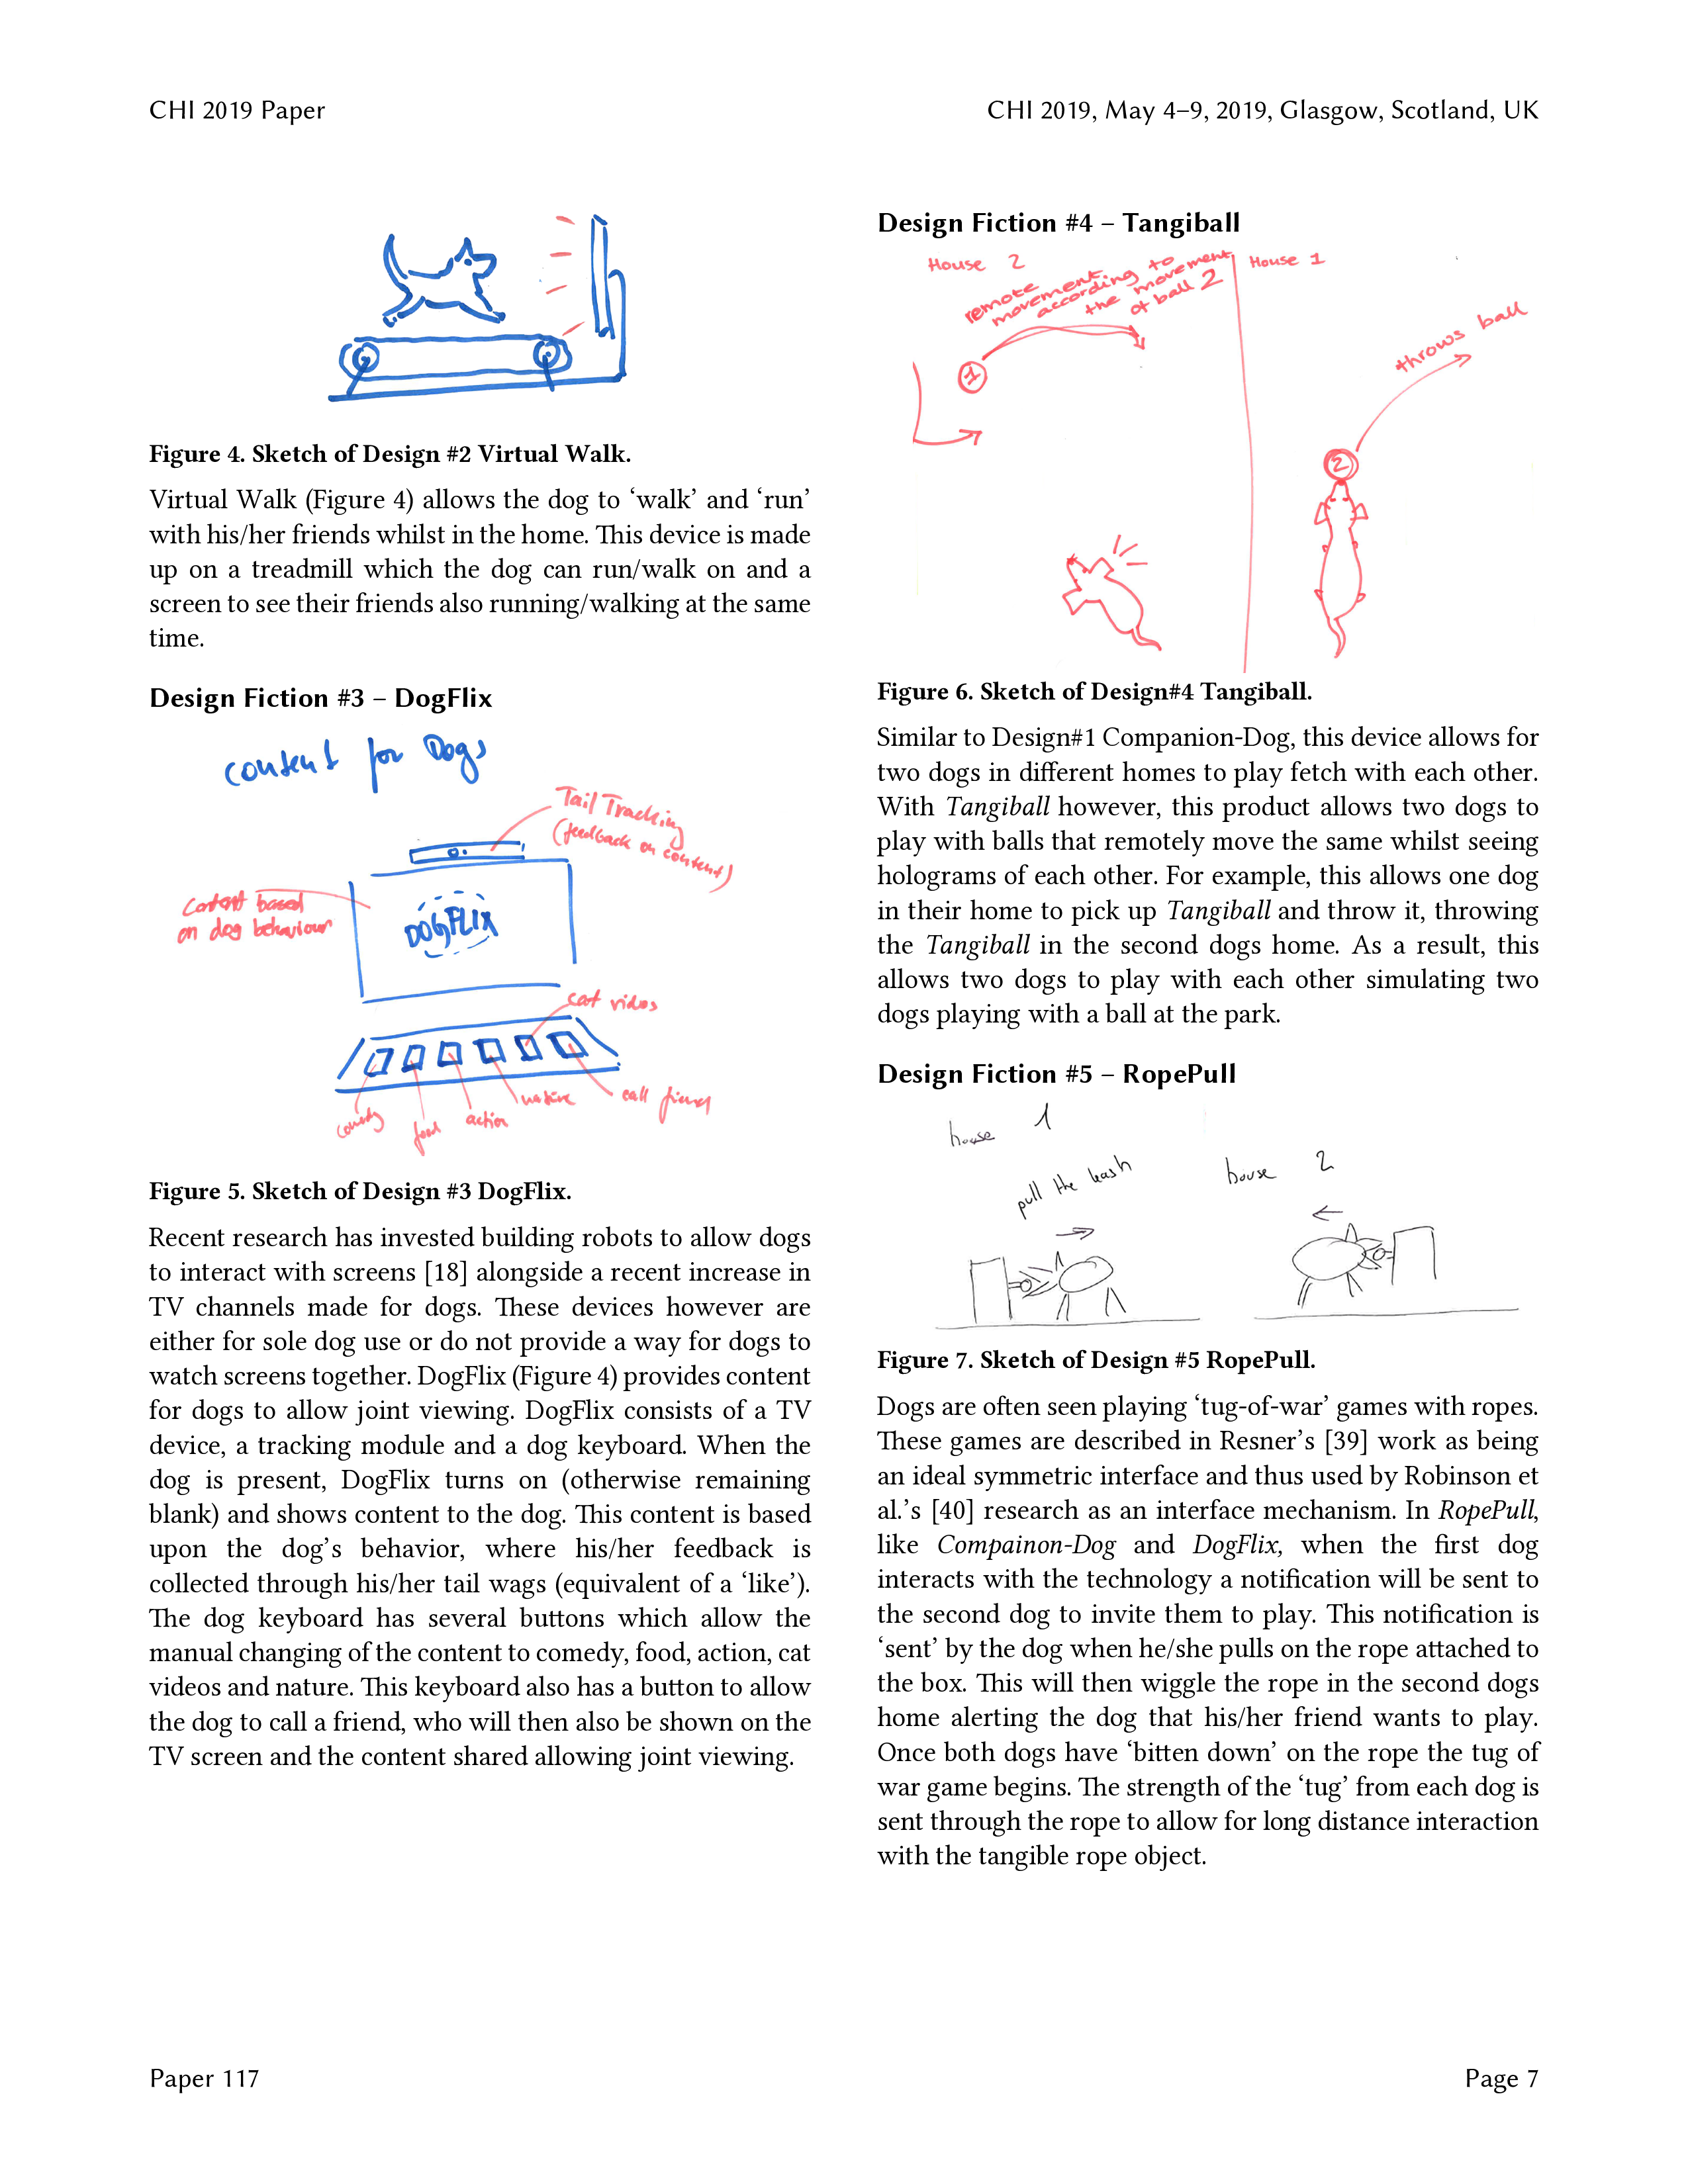 CHI 2019 Paper
CHI 2019, May 4–9, 2019, Glasgow, Scotland, UK
Figure 4. Sketch of Design #2 Virtual Walk.
Virtual Walk (Figure 4) allows the dog to ‘walk’ and ‘run’
with his/her friends whilst in the home. This device is made
up on a treadmill which the dog can run/walk on and a
screen to see their friends also running/walking at the same
time.
Design Fiction #3 – DogFlix
content for Dogs
Tail Tracking
(feedback on content)
Content based
on dog behaviour
DOGFLIX
cat videos
comedy
food
action
nature
call friend
Figure 5. Sketch of Design #3 DogFlix.
Recent research has invested building robots to allow dogs
to interact with screens [18] alongside a recent increase in
TV channels made for dogs. These devices however are
either for sole dog use or do not provide a way for dogs to
watch screens together. DogFlix (Figure 4) provides content
for dogs to allow joint viewing. DogFlix consists of a TV
device, a tracking module and a dog keyboard. When the
dog is present, DogFlix turns on (otherwise remaining
blank) and shows content to the dog. This content is based
upon the dog’s behavior, where his/her feedback is
collected through his/her tail wags (equivalent of a ‘like’).
The dog keyboard has several buttons which allow the
manual changing of the content to comedy, food, action, cat
videos and nature. This keyboard also has a button to allow
the dog to call a friend, who will then also be shown on the
TV screen and the content shared allowing joint viewing.
Design Fiction #4 – Tangiball
House 2
House 1
remote
movement
according to
the movement
of ball 2
throws ball
1
2
Figure 6. Sketch of Design#4 Tangiball.
Similar to Design#1 Companion-Dog, this device allows for
two dogs in different homes to play fetch with each other.
With Tangiball however, this product allows two dogs to
play with balls that remotely move the same whilst seeing
holograms of each other. For example, this allows one dog
in their home to pick up Tangiball and throw it, throwing
the Tangiball in the second dogs home. As a result, this
allows two dogs to play with each other simulating two
dogs playing with a ball at the park.
Design Fiction #5 – RopePull
house 1
pull the leash
house 2
Figure 7. Sketch of Design #5 RopePull.
Dogs are often seen playing ‘tug-of-war’ games with ropes.
These games are described in Resner’s [39] work as being
an ideal symmetric interface and thus used by Robinson et
al.’s [40] research as an interface mechanism. In RopePull,
like Compainon-Dog and DogFlix, when the first dog
interacts with the technology a notification will be sent to
the second dog to invite them to play. This notification is
‘sent’ by the dog when he/she pulls on the rope attached to
the box. This will then wiggle the rope in the second dogs
home alerting the dog that his/her friend wants to play.
Once both dogs have ‘bitten down’ on the rope the tug of
war game begins. The strength of the ‘tug’ from each dog is
sent through the rope to allow for long distance interaction
with the tangible rope object.
Paper 117
Page 7